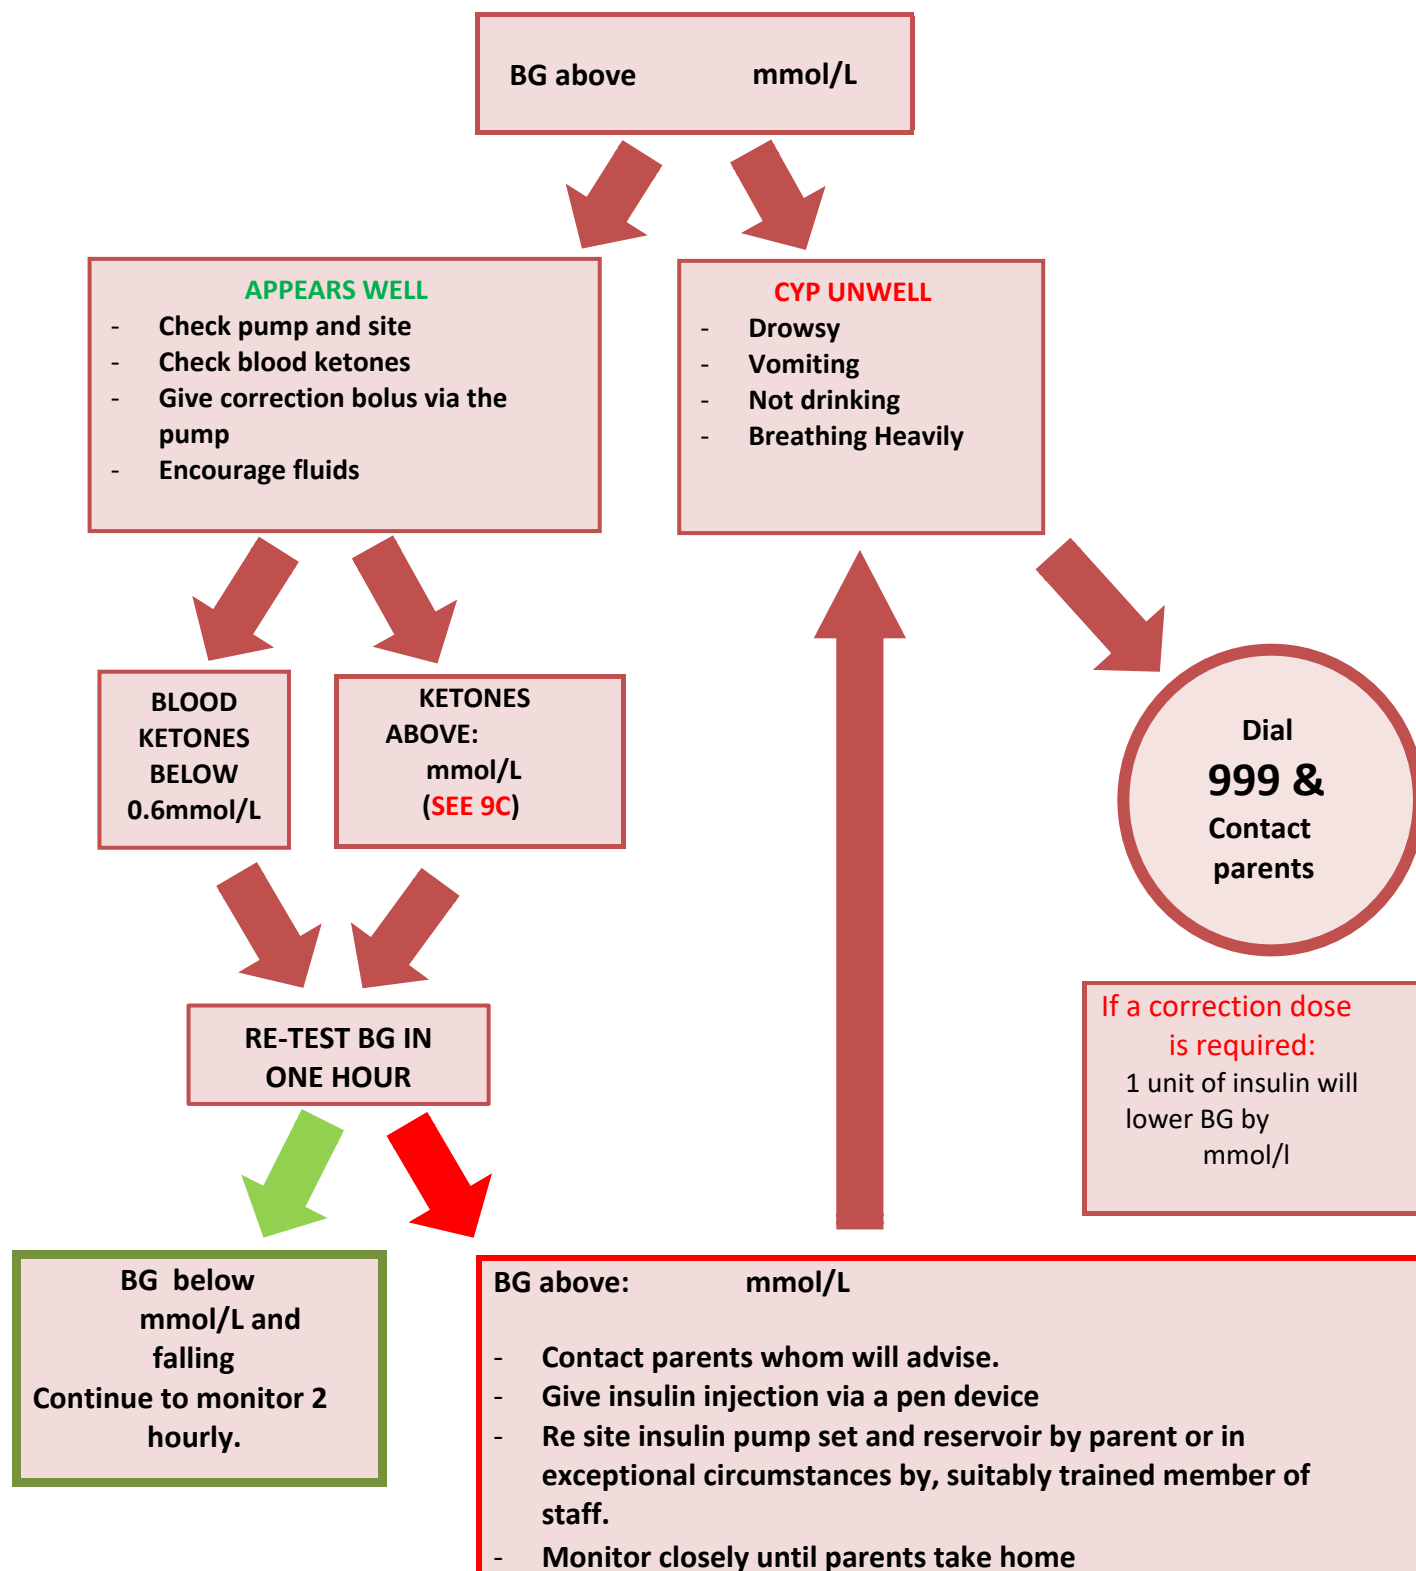 BG above mmol/L
APPEARS WELL
- Check pump and site
- Check blood ketones
- Give correction bolus via the
pump
- Encourage fluids
CYP UNWELL
- Drowsy
- Vomiting
- Not drinking
- Breathing Heavily
BLOOD
KETONES
BELOW
0.6mmol/L
KETONES
ABOVE:
mmol/L
(SEE 9C)
Dial
999 &
Contact
parents
RE-TEST BG IN
ONE HOUR
If a correction dose
is required:
1 unit of insulin will
lower BG by
mmol/l
BG below
mmol/L and
falling
Continue to monitor 2
hourly.
BG above: mmol/L
- Contact parents whom will advise.
- Give insulin injection via a pen device
- Re site insulin pump set and reservoir by parent or in
exceptional circumstances by, suitably trained member of
staff.
- Monitor closely until parents take home